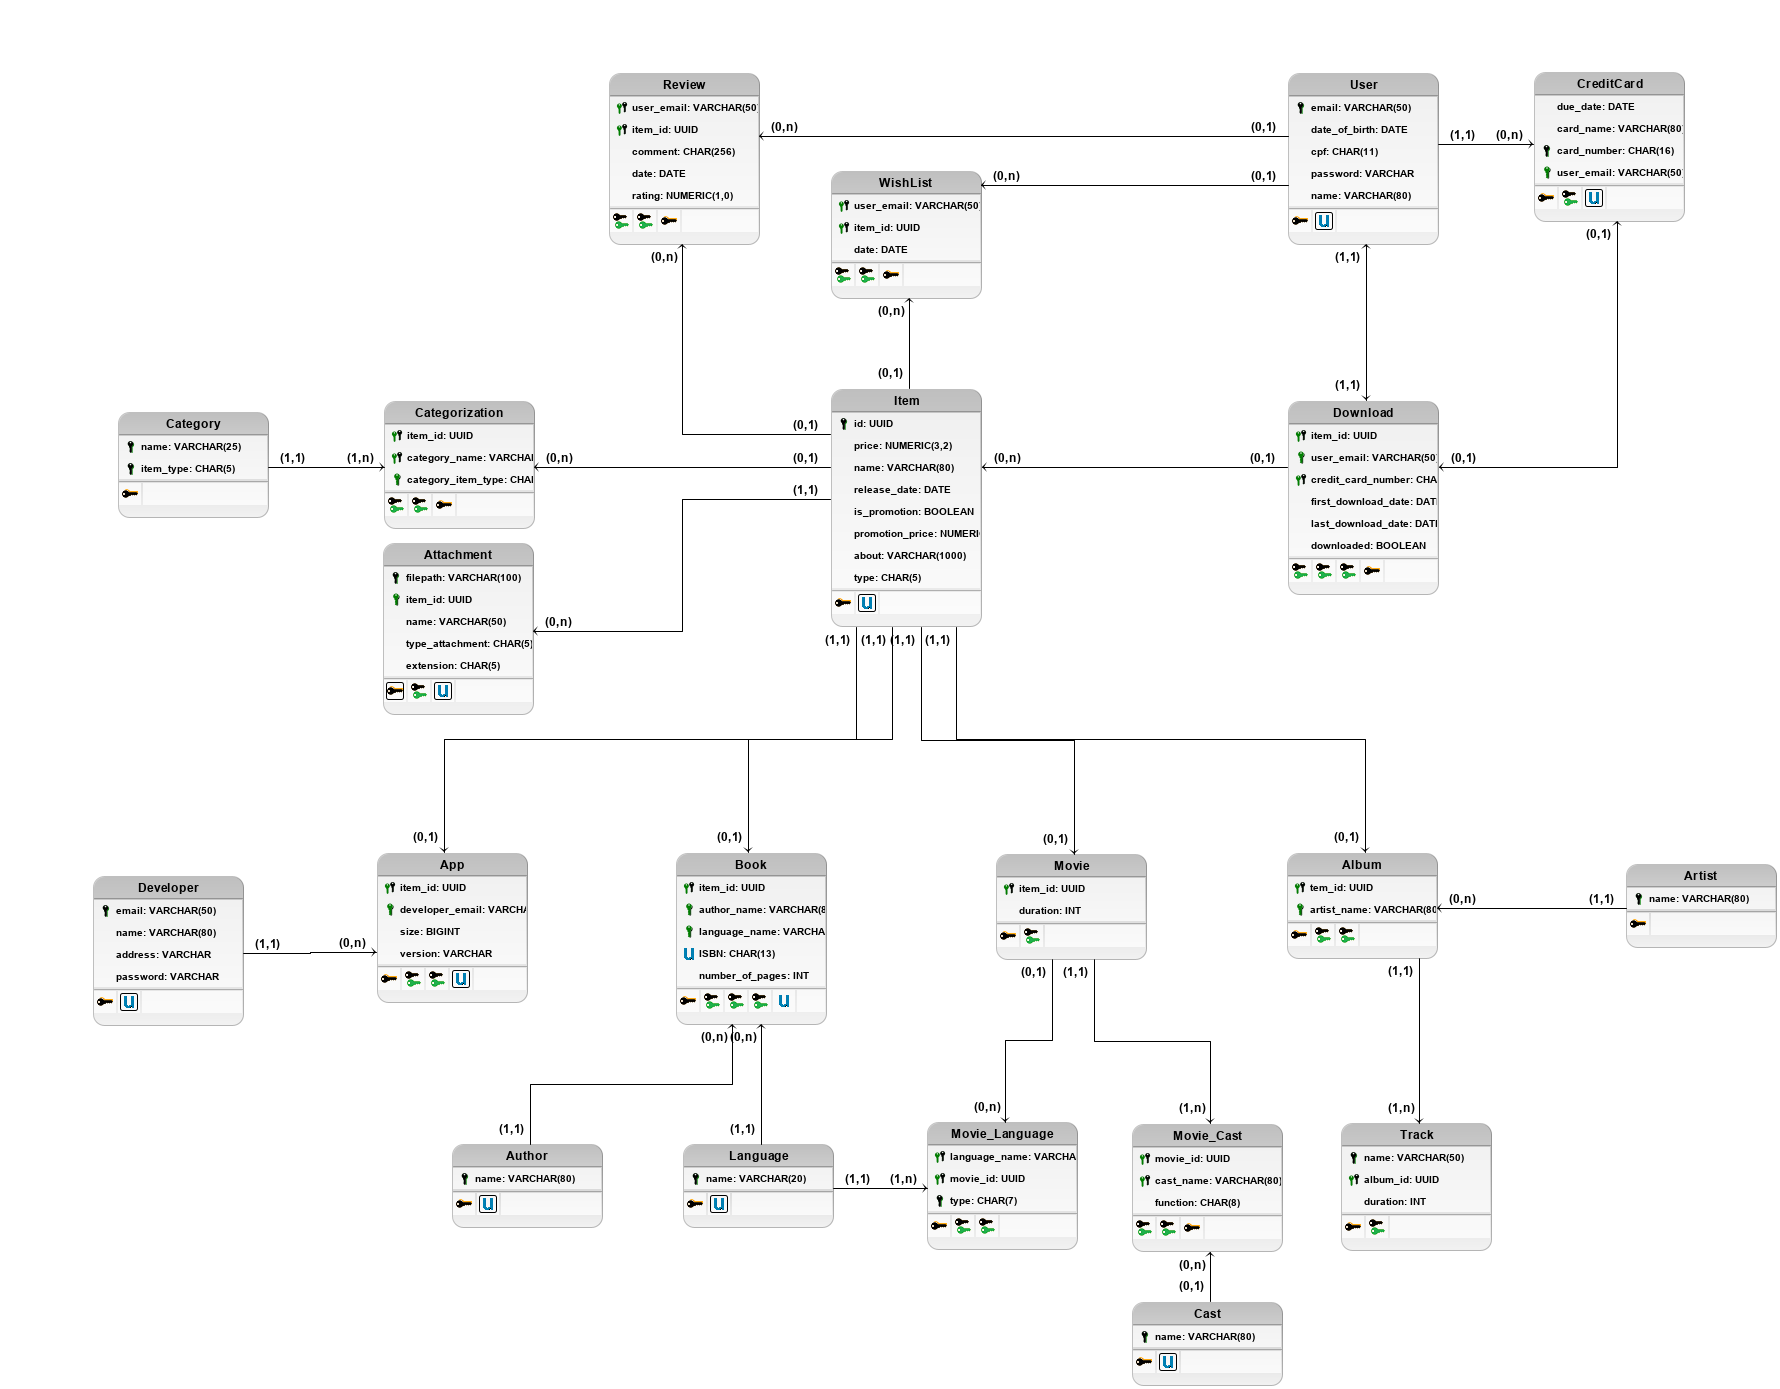 Review
user_email: VARCHAR(50)
item_id: UUID
comment: CHAR(256)
date: DATE
rating: NUMERIC(1,0)
(0,n)
(0,1)
User
email: VARCHAR(50)
date_of_birth: DATE
cpf: CHAR(11)
password: VARCHAR
name: VARCHAR(80)
(1,1)
(0,n)
CreditCard
due_date: DATE
card_name: VARCHAR(80)
card_number: CHAR(16)
user_email: VARCHAR(50)
WishList
user_email: VARCHAR(50)
item_id: UUID
date: DATE
(0,n)
(0,1)
(0,n)
(0,n)
(0,1)
(1,1)
(1,1)
(0,1)
Category
name: VARCHAR(25)
item_type: CHAR(5)
(1,1)
(1,n)
Categorization
item_id: UUID
category_name: VARCHA
category_item_type: CHA
(0,n)
(0,1)
(0,1)
(1,1)
Item
id: UUID
price: NUMERIC(3,2)
name: VARCHAR(80)
release_date: DATE
is_promotion: BOOLEAN
promotion_price: NUMERI
about: VARCHAR(1000)
type: CHAR(5)
(0,n)
(0,1)
Download
item_id: UUID
user_email: VARCHAR(50
credit_card_number: CHA
first_download_date: DAT
last_download_date: DAT
downloaded: BOOLEAN
(0,1)
Attachment
filepath: VARCHAR(100)
item_id: UUID
name: VARCHAR(50)
type_attachment: CHAR(5)
extension: CHAR(5)
(0,n)
(1,1)
(1,1)
(1,1)
(1,1)
(0,1)
(0,1)
(0,1)
(0,1)
Developer
email: VARCHAR(50)
name: VARCHAR(80)
address: VARCHAR
password: VARCHAR
(1,1)
(0,n)
App
item_id: UUID
developer_email: VARCHA
size: BIGINT
version: VARCHAR
Book
item_id: UUID
author_name: VARCHAR(8
language_name: VARCHA
ISBN: CHAR(13)
number_of_pages: INT
Movie
item_id: UUID
duration: INT
Album
tem_id: UUID
artist_name: VARCHAR(80
(0,n)
(1,1)
Artist
name: VARCHAR(80)
(0,n)
(0,n)
(0,1)
(1,1)
(1,1)
(1,1)
(1,1)
(0,n)
(1,n)
(1,n)
Author
name: VARCHAR(80)
Language
name: VARCHAR(20)
(1,1)
(1,n)
Movie_Language
language_name: VARCHA
movie_id: UUID
type: CHAR(7)
Movie_Cast
movie_id: UUID
cast_name: VARCHAR(80)
function: CHAR(8)
Track
name: VARCHAR(50)
album_id: UUID
duration: INT
(0,n)
(0,1)
Cast
name: VARCHAR(80)